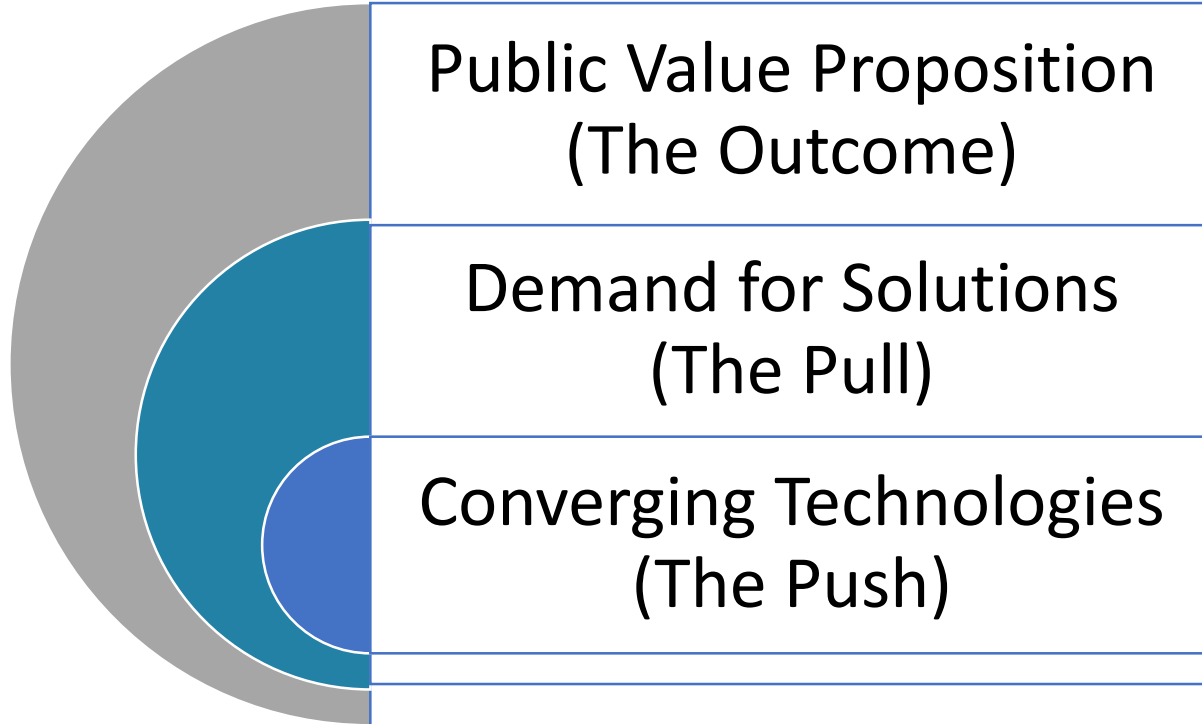 Public Value Proposition
(The Outcome)
Demand for Solutions
(The Pull)
Converging Technologies
(The Push)